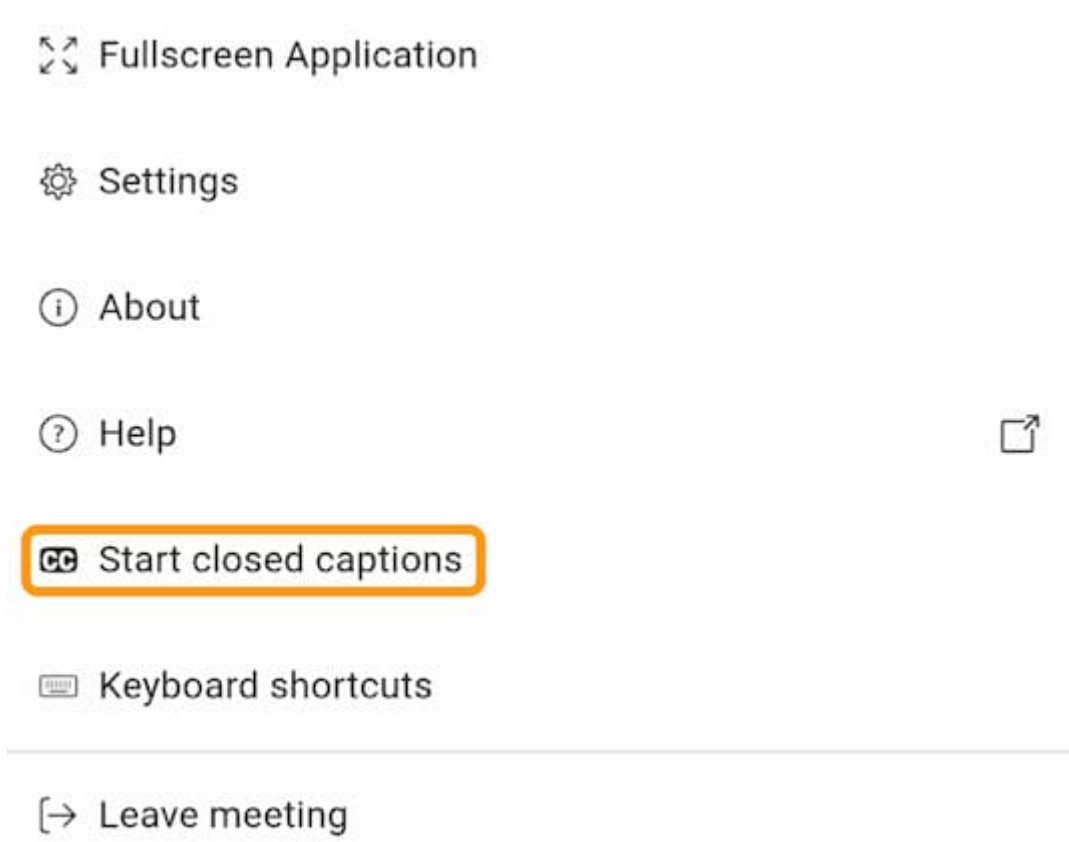 Fullscreen Application
Settings
About
Help
CC Start closed captions
Keyboard shortcuts
Leave meeting